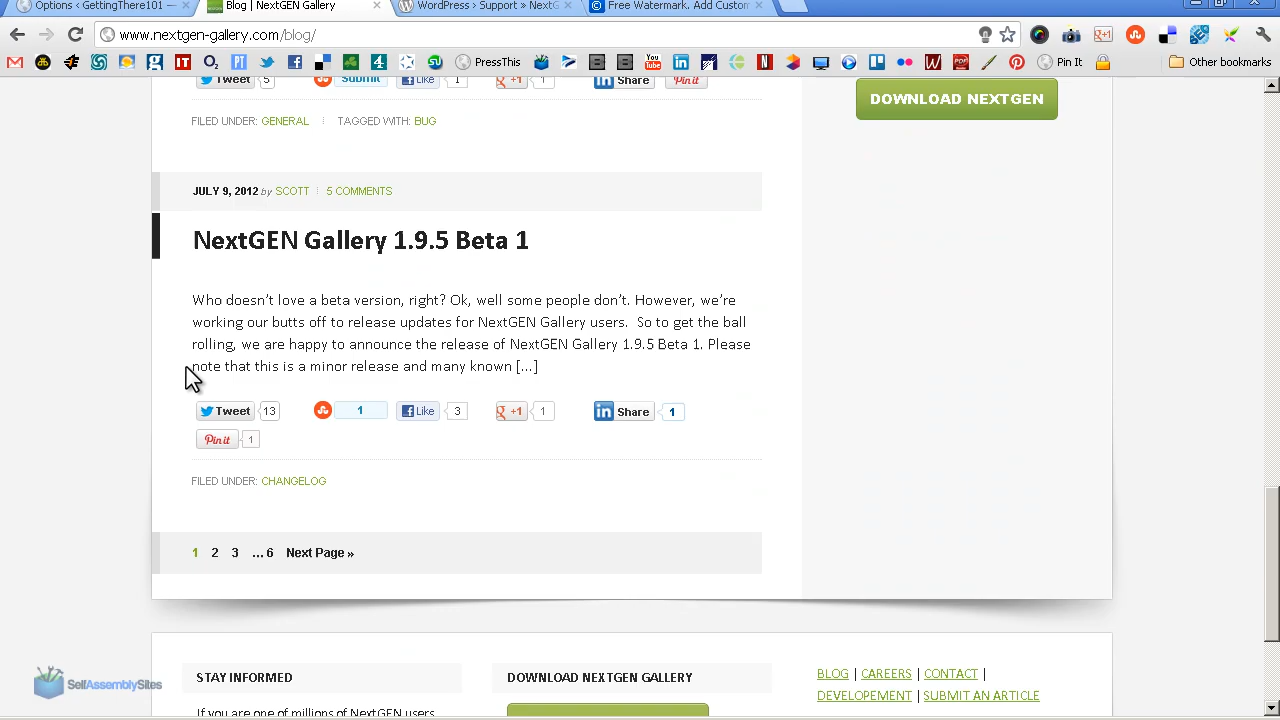 Options ‹ GettingThere101 —
Blog | NextGEN Gallery
WordPress › Support » NextG
Free Watermark. Add Custom
www.nextgen-gallery.com/blog/
PressThis
Pin It
Other bookmarks
Tweet 5
Submit
Like 1
+1 1
Share
Pin it
DOWNLOAD NEXTGEN
FILED UNDER: GENERAL TAGGED WITH: BUG
JULY 9, 2012 by SCOTT 5 COMMENTS
NextGEN Gallery 1.9.5 Beta 1
Who doesn't love a beta version, right? Ok, well some people don't. However, we're
working our butts off to release updates for NextGEN Gallery users. So to get the ball
rolling, we are happy to announce the release of NextGEN Gallery 1.9.5 Beta 1. Please
note that this is a minor release and many known [...]
Tweet 13
1
Like 3
+1 1
Share 1
Pin it 1
FILED UNDER: CHANGELOG
1 2 3 … 6 Next Page »
SelfAssemblySites
STAY INFORMED
If you are one of millions of NextGEN users
DOWNLOAD NEXTGEN GALLERY
BLOG | CAREERS | CONTACT |
DEVELOPEMENT | SUBMIT AN ARTICLE